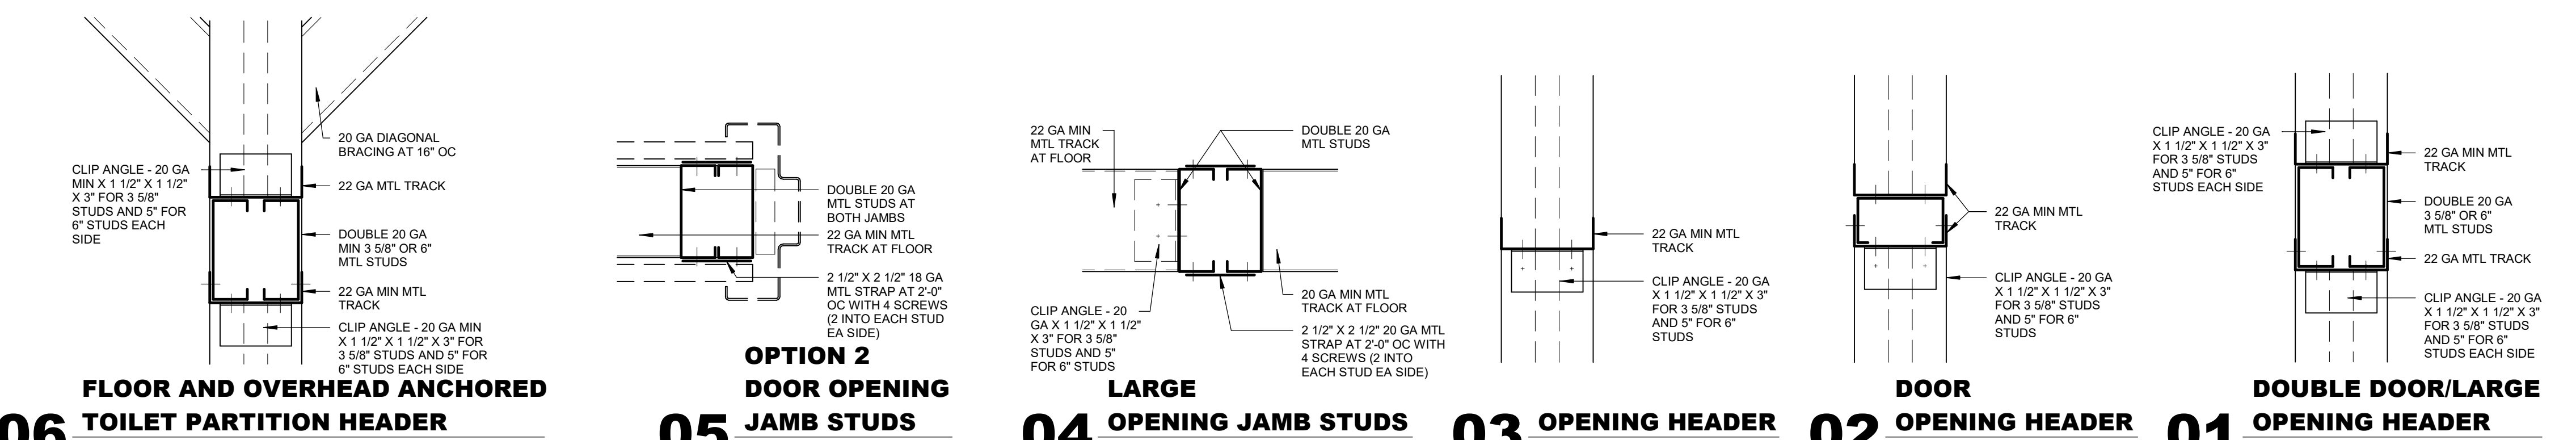 20 GA DIAGONAL
BRACING AT 16" OC
CLIP ANGLE - 20 GA
MIN X 1 1/2" X 1 1/2"
X 3" FOR 3 5/8"
STUDS AND 5" FOR
6" STUDS EACH
SIDE
22 GA MTL TRACK
DOUBLE 20 GA
MIN 3 5/8" OR 6"
MTL STUDS
22 GA MIN MTL
TRACK
CLIP ANGLE - 20 GA MIN
X 1 1/2" X 1 1/2" X 3" FOR
3 5/8" STUDS AND 5" FOR
6" STUDS EACH SIDE
06
FLOOR AND OVERHEAD ANCHORED
TOILET PARTITION HEADER
DOUBLE 20 GA
MTL STUDS AT
BOTH JAMBS
22 GA MIN MTL
TRACK AT FLOOR
2 1/2" X 2 1/2" 18 GA
MTL STRAP AT 2'-0"
OC WITH 4 SCREWS
(2 INTO EACH STUD
EA SIDE)
05
OPTION 2
DOOR OPENING
JAMB STUDS
22 GA MIN
MTL TRACK
AT FLOOR
DOUBLE 20 GA
MTL STUDS
CLIP ANGLE - 20
GA X 1 1/2" X 1 1/2"
X 3" FOR 3 5/8"
STUDS AND 5"
FOR 6" STUDS
20 GA MIN MTL
TRACK AT FLOOR
2 1/2" X 2 1/2" 20 GA MTL
STRAP AT 2'-0" OC WITH
4 SCREWS (2 INTO
EACH STUD EA SIDE)
04
LARGE
OPENING JAMB STUDS
22 GA MIN MTL
TRACK
CLIP ANGLE - 20 GA
X 1 1/2" X 1 1/2" X 3"
FOR 3 5/8" STUDS
AND 5" FOR 6"
STUDS
03
OPENING HEADER
22 GA MIN MTL
TRACK
CLIP ANGLE - 20 GA
X 1 1/2" X 1 1/2" X 3"
FOR 3 5/8" STUDS
AND 5" FOR 6"
STUDS
02
DOOR
OPENING HEADER
CLIP ANGLE - 20 GA
X 1 1/2" X 1 1/2" X 3"
FOR 3 5/8" STUDS
AND 5" FOR 6"
STUDS EACH SIDE
22 GA MIN MTL
TRACK
DOUBLE 20 GA
3 5/8" OR 6"
MTL STUDS
22 GA MTL TRACK
CLIP ANGLE - 20 GA
X 1 1/2" X 1 1/2" X 3"
FOR 3 5/8" STUDS
AND 5" FOR 6"
STUDS EACH SIDE
01
DOUBLE DOOR/LARGE
OPENING HEADER